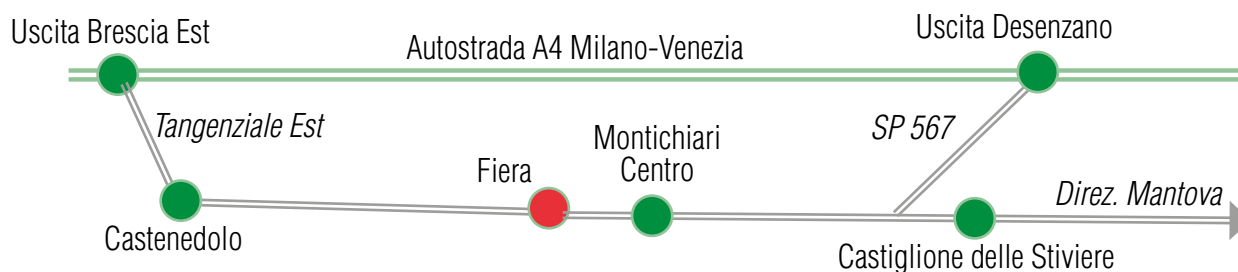 Uscita Brescia Est
Autostrada A4 Milano-Venezia
Uscita Desenzano
Tangenziale Est
SP 567
Fiera
Montichiari
Centro
Direz. Mantova
Castenedolo
Castiglione delle Stiviere